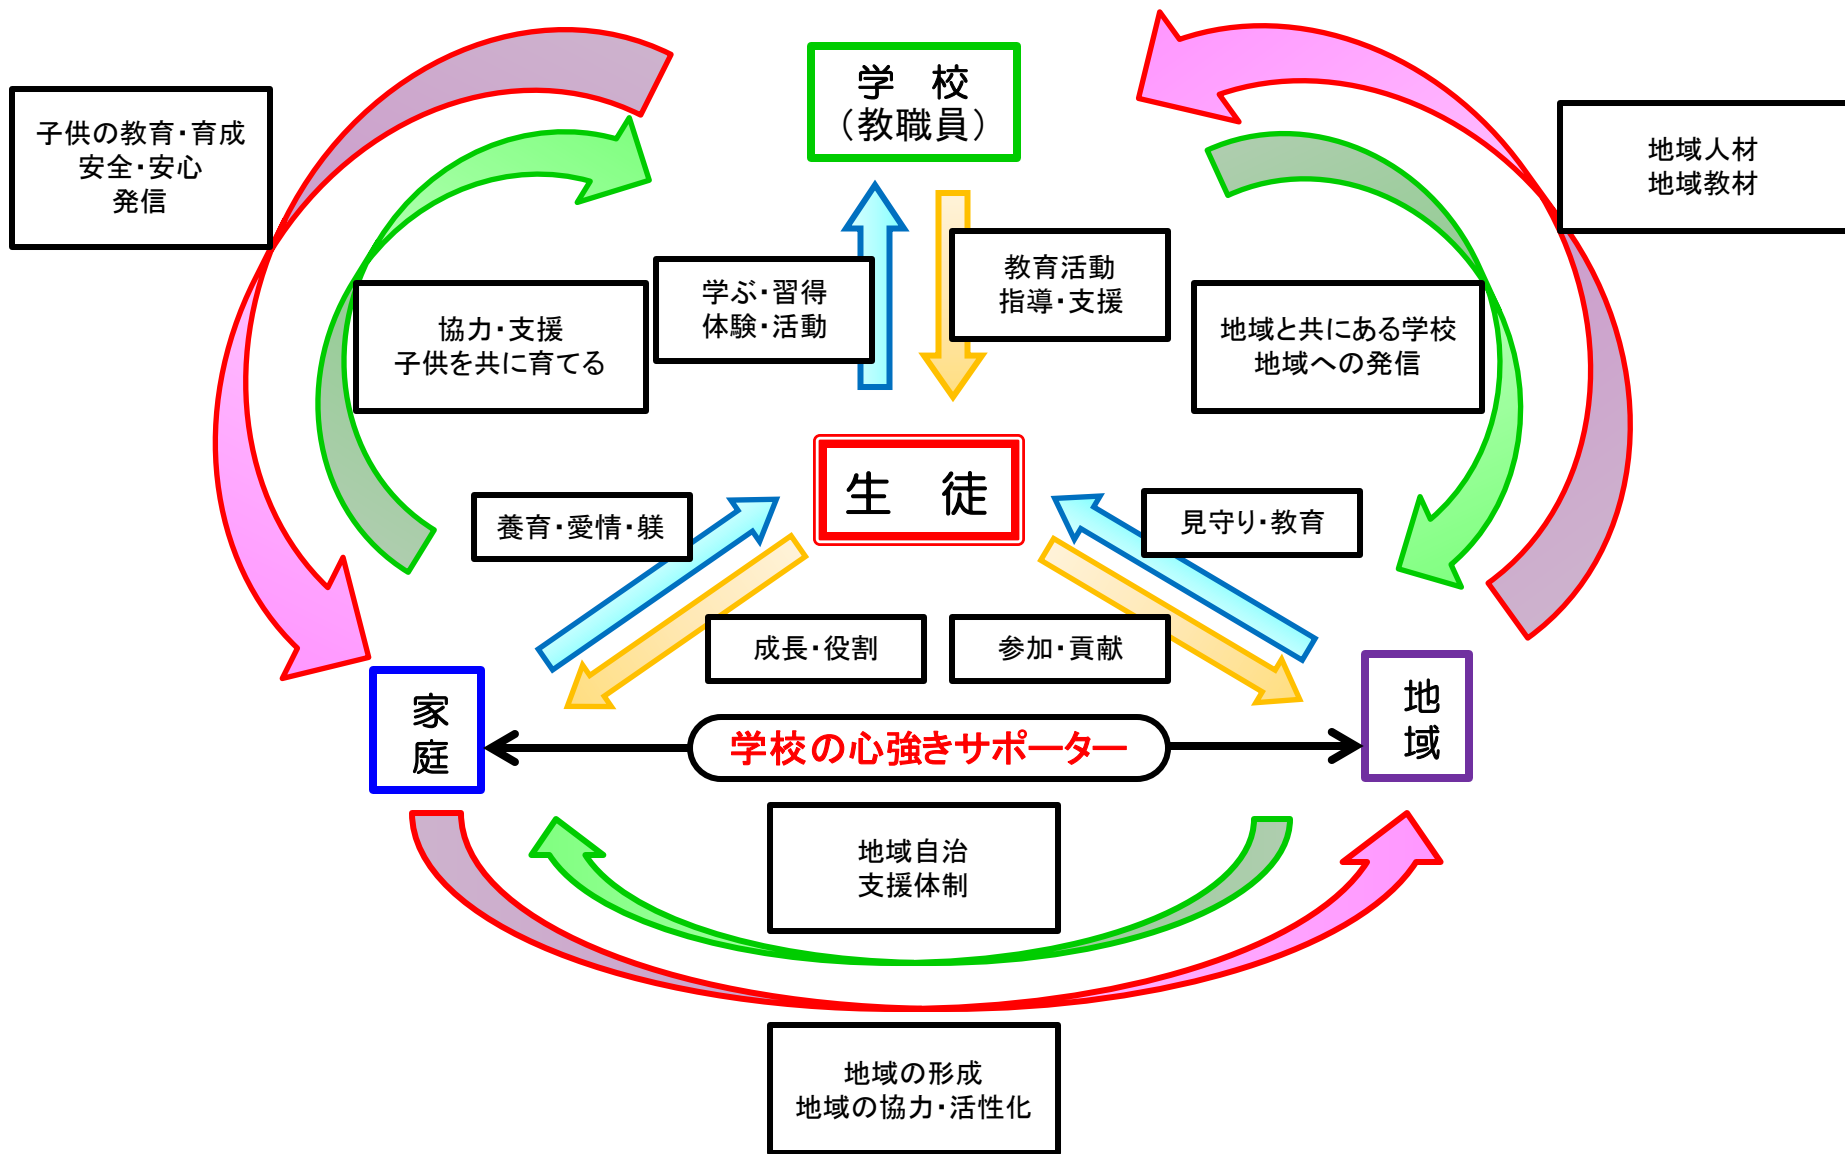 学　校
（教職員）
子供の教育・育成
安全・安心
発信
地域人材
地域教材
学ぶ・習得
体験・活動
教育活動
指導・支援
協力・支援
子供を共に育てる
地域と共にある学校
地域への発信
生　徒
養育・愛情・躾
見守り・教育
成長・役割
参加・貢献
家
庭
学校の心強きサポーター
地
域
地域自治
支援体制
地域の形成
地域の協力・活性化